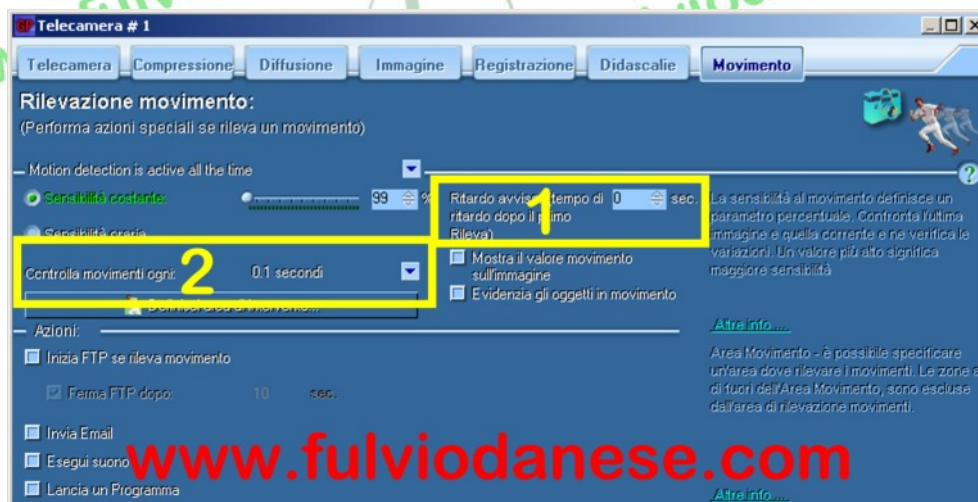 GP Telecamera # 1
Telecamera Compressione Diffusione Immagine Registrazione Didascalie Movimento
Rilevazione movimento:
(Performa azioni speciali se rileva un movimento)
Motion detection is active all the time
?
Sensibilità costante: 99 %
Sensibilità oraria
Ritardo avviso tempo di 0 sec.
ritardo dopo il primo
Rileva)
1
2
Controlla movimenti ogni: 0.1 secondi
Mostra il valore movimento
sull'immagine
Evidenzia gli oggetti in movimento
La sensibilità al movimento definisce un
parametro percentuale. Confronta l'ultima
immagine e quella corrente e ne verifica le
variazioni. Un valore più alto significa
maggiore sensibilità
Altre info....
Area Movimento - è possibile specificare
un'area dove rilevare i movimenti. Le zone a
di fuori dell'Area Movimento, sono escluse
dall'area di rilevazione movimenti.
Altre info....
Azioni:
Inizia FTP se rileva movimento
Ferma FTP dopo: 10 sec.
Invia Email
Esegui suono
Lancia un Programma
www.fulviodanese.com